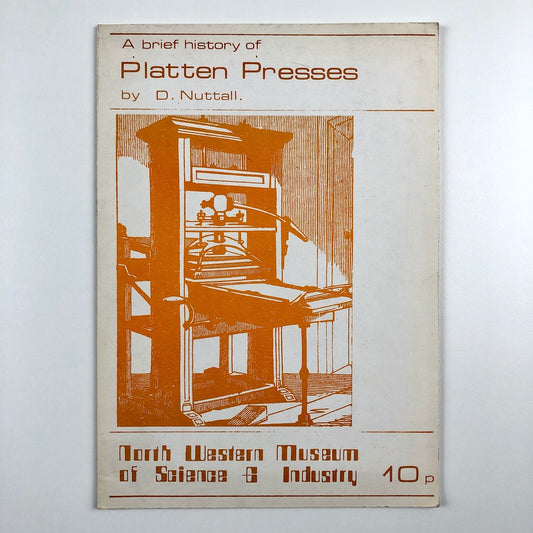 A brief history of
Platten Presses
by D. Nuttall.
North Western Museum
of Science & Industry 10p